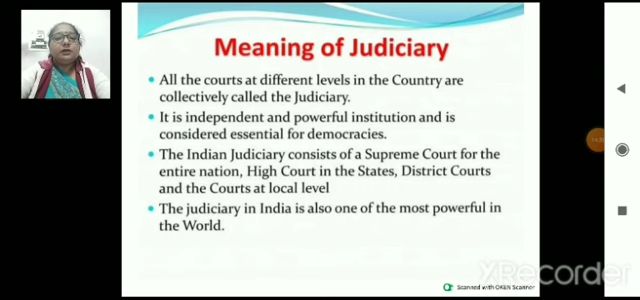 Meaning of Judiciary
• All the courts at different levels in the Country are
collectively called the Judiciary.
• It is independent and powerful institution and is
considered essential for democracies.
• The Indian Judiciary consists of a Supreme Court for the
entire nation, High Court in the States, District Courts
and the Courts at local level
• The judiciary in India is also one of the most powerful in
the World.
XRecorder
Scanned with OKEN Scanner